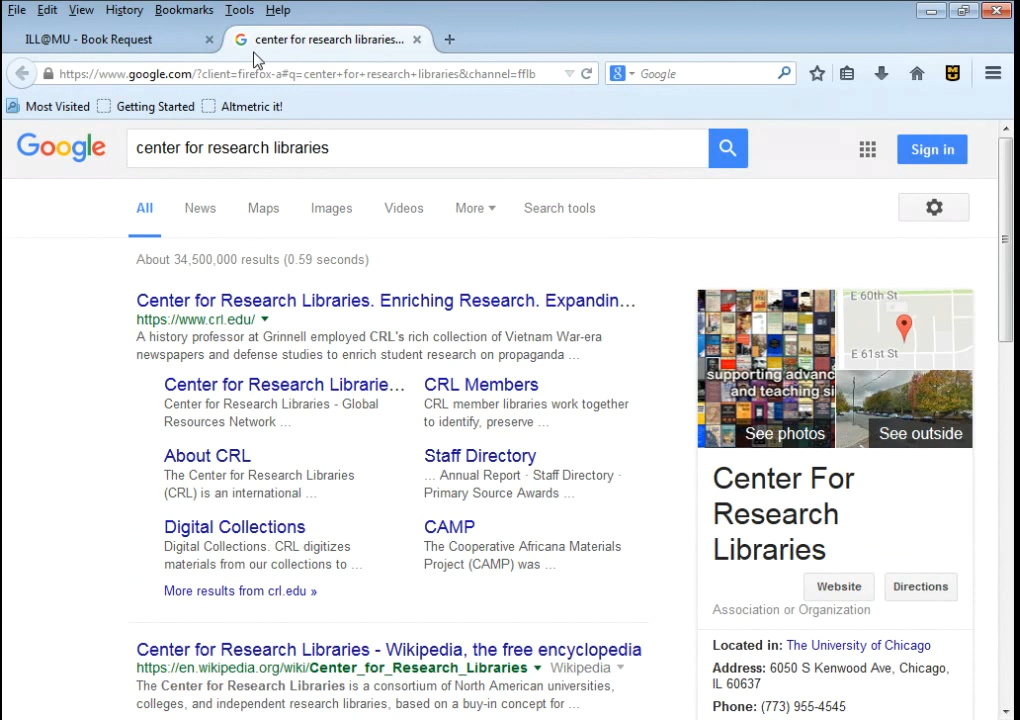 File Edit View History Bookmarks Tools Help
ILL@MU - Book Request
center for research libraries...
https://www.google.com/?client=firefox-a#q=center+for+research+libraries&channel=fflb
Google
Most Visited Getting Started Altmetric it!
Google
center for research libraries
Sign in
All News Maps Images Videos More Search tools
About 34,500,000 results (0.59 seconds)
Center for Research Libraries. Enriching Research. Expandin...
https://www.crl.edu/
A history professor at Grinnell employed CRL's rich collection of Vietnam War-era
newspapers and defense studies to enrich student research on propaganda ...
Center for Research Librarie...
Center for Research Libraries - Global
Resources Network ...
CRL Members
CRL member libraries work together
to identify, preserve ...
About CRL
The Center for Research Libraries
(CRL) is an international ...
Staff Directory
... Annual Report · Staff Directory ·
Primary Source Awards ...
Digital Collections
Digital Collections. CRL digitizes
materials from our collections to ...
CAMP
The Cooperative Africana Materials
Project (CAMP) was ...
More results from crl.edu »
Center for Research Libraries - Wikipedia, the free encyclopedia
https://en.wikipedia.org/wiki/Center_for_Research_Libraries Wikipedia
The Center for Research Libraries is a consortium of North American universities,
colleges, and independent research libraries, based on a buy-in concept for ...
supporting advanc
and teaching si
See photos
E 60th St
E 61st St
See outside
Center For
Research
Libraries
Website
Directions
Association or Organization
Located in: The University of Chicago
Address: 6050 S Kenwood Ave, Chicago,
IL 60637
Phone: (773) 955-4545